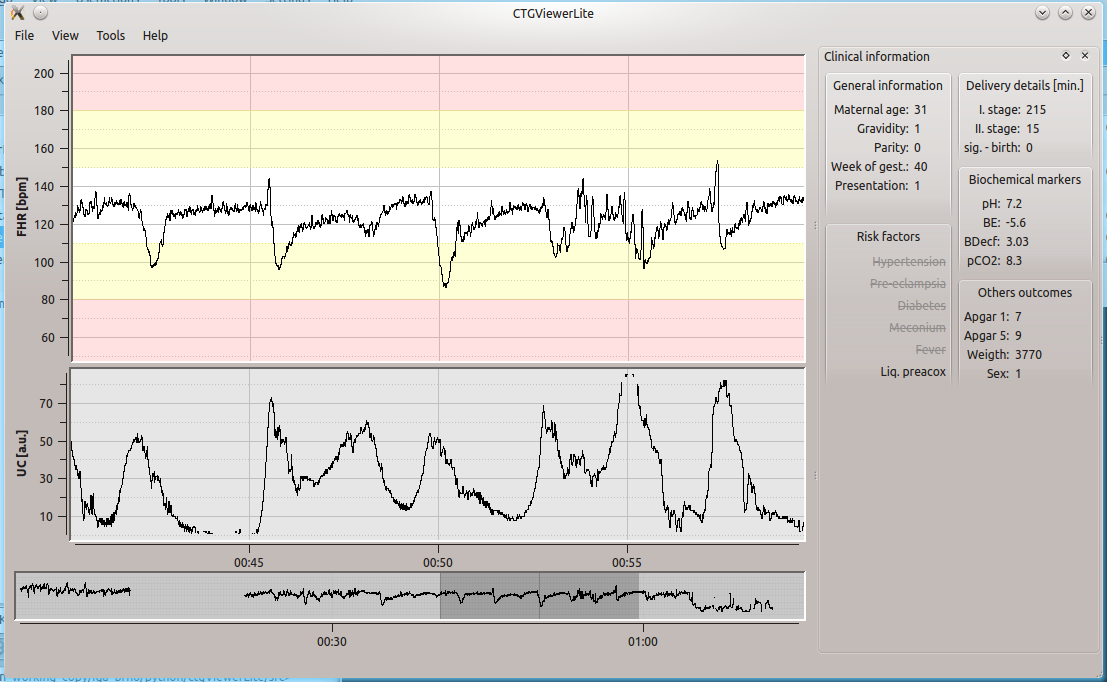 CTGViewerLite
File View Tools Help
200
180
160
140
120
100
80
60
FHR [bpm]
70
50
30
10
UC [a.u.]
00:45 00:50 00:55
00:30 01:00
Clinical information
General information
Maternal age: 31
Gravidity: 1
Parity: 0
Week of gest.: 40
Presentation: 1
Risk factors
Hypertension
Pre-eclampsia
Diabetes
Meconium
Fever
Liq. preacox
Delivery details [min.]
I. stage: 215
II. stage: 15
sig. - birth: 0
Biochemical markers
pH: 7.2
BE: -5.6
BDecf: 3.03
pCO2: 8.3
Others outcomes
Apgar 1: 7
Apgar 5: 9
Weigth: 3770
Sex: 1